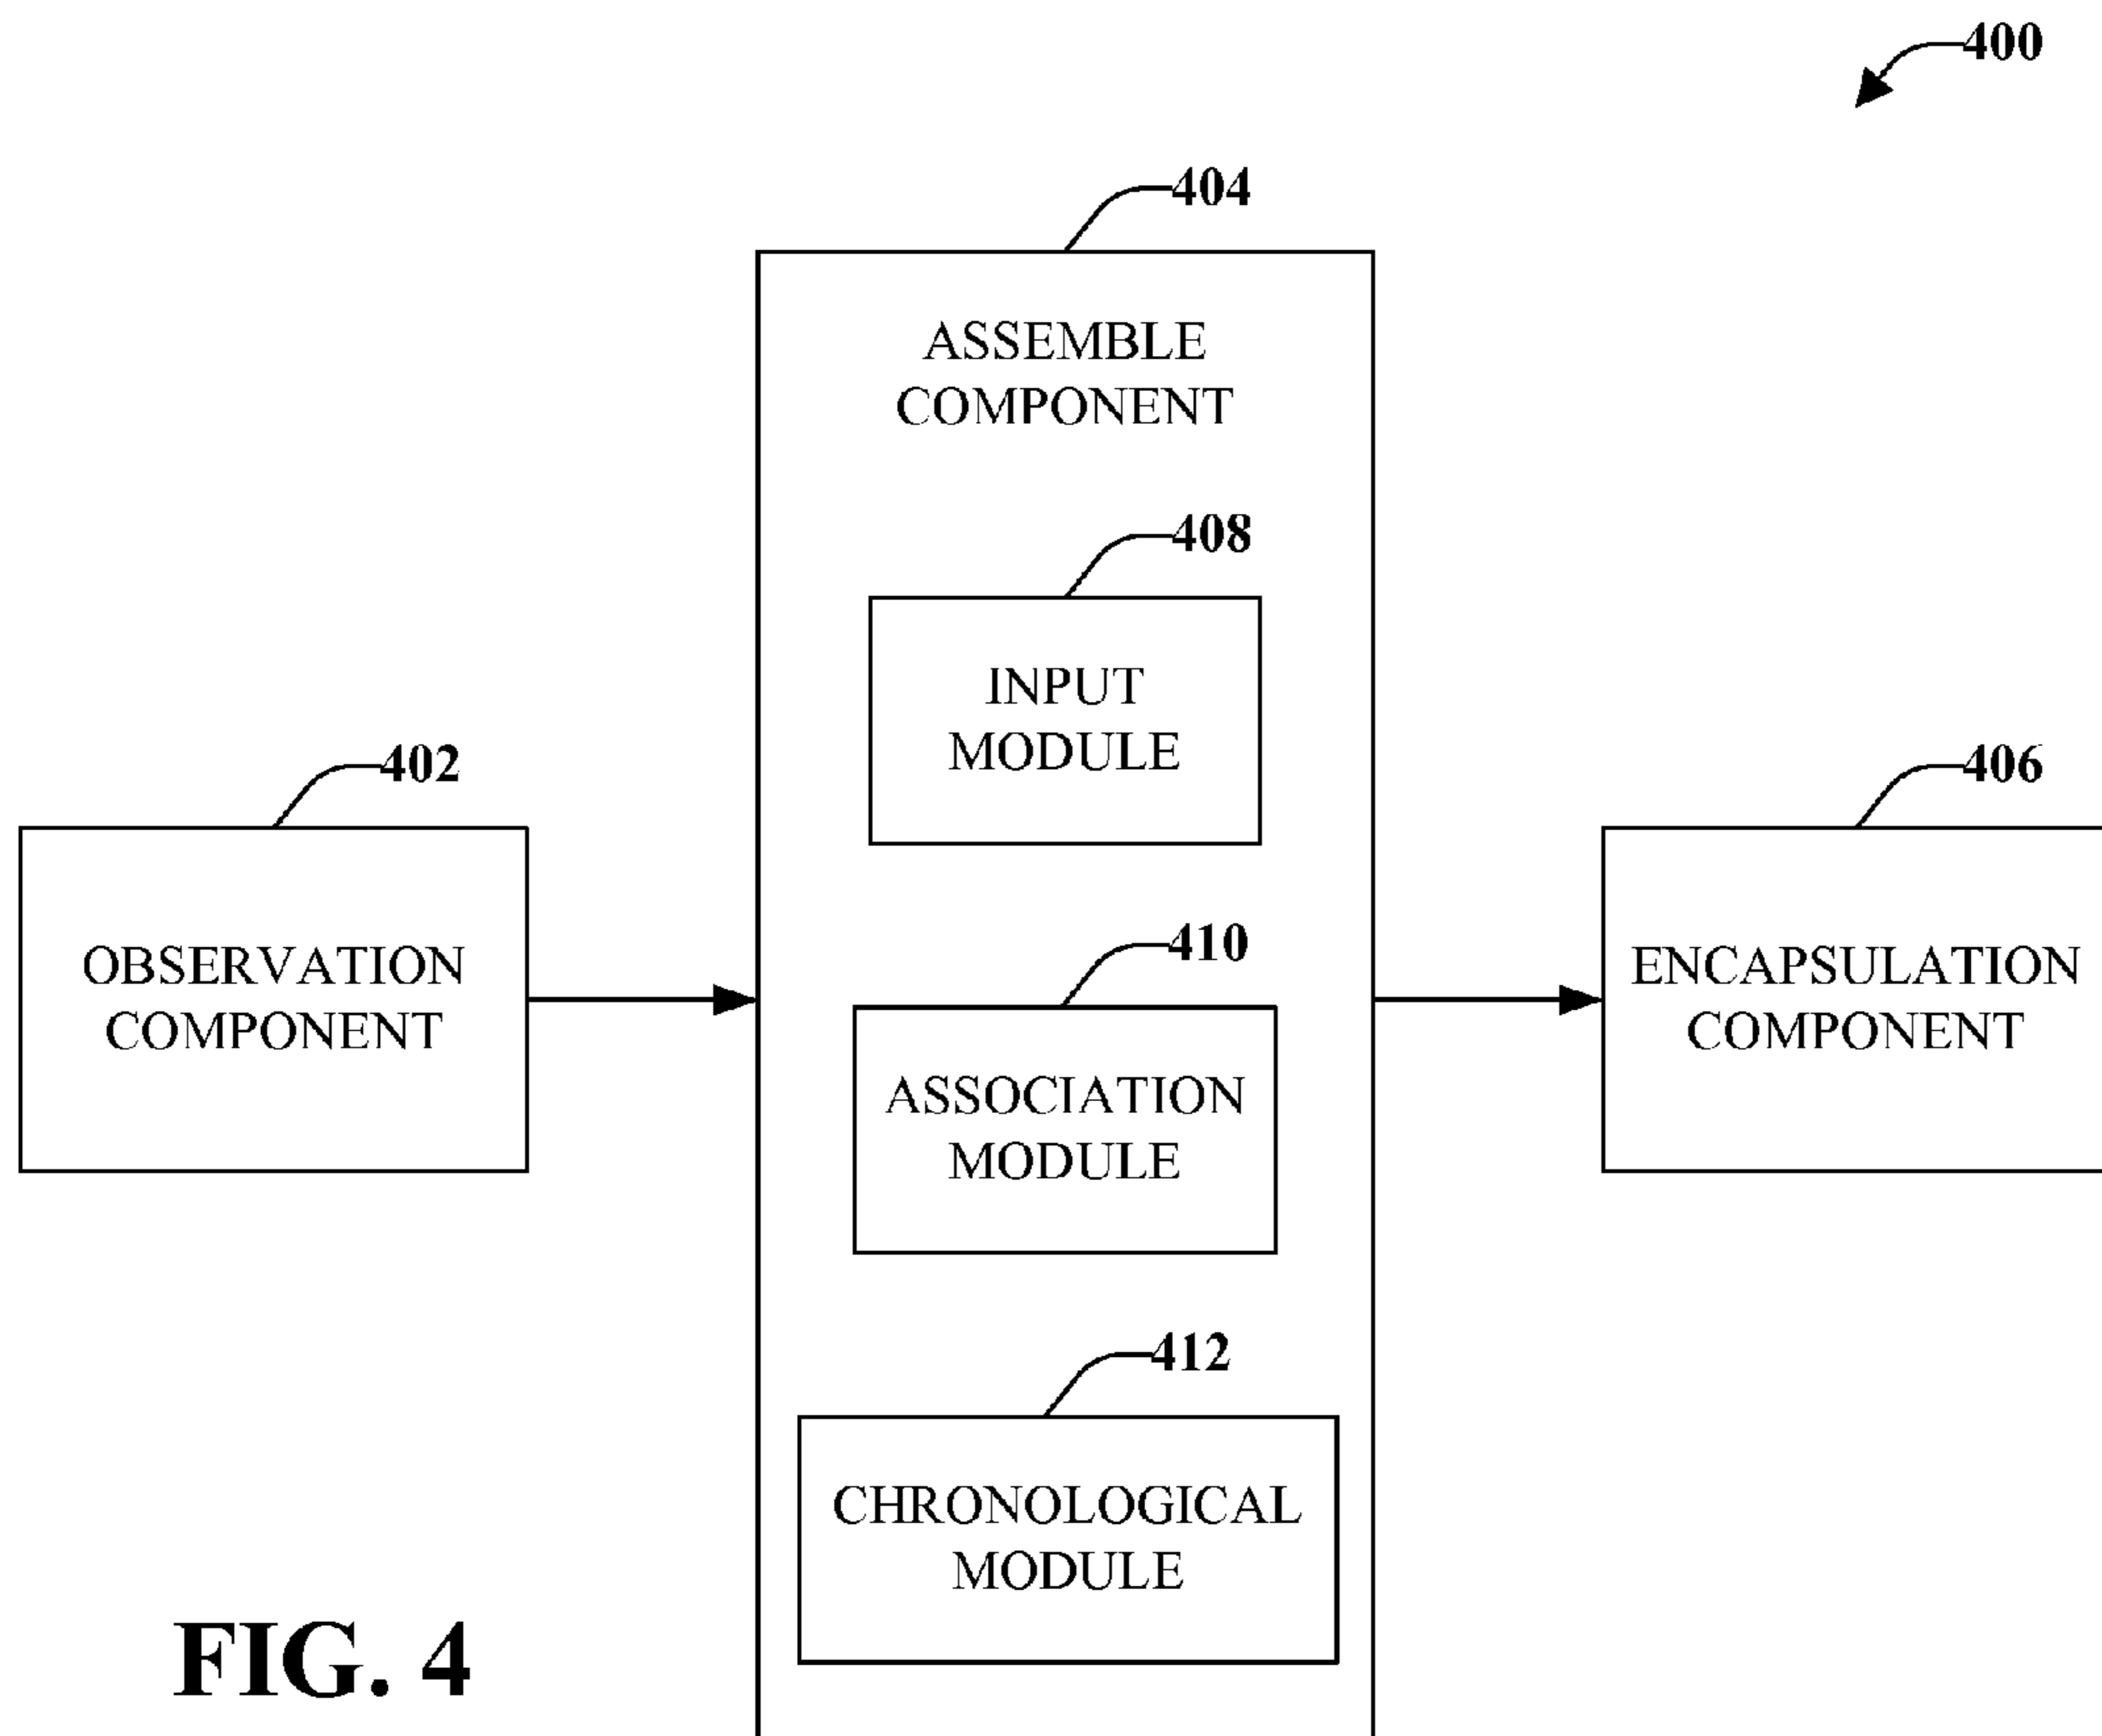 400
404
ASSEMBLE
COMPONENT
408
INPUT
MODULE
402
OBSERVATION
COMPONENT
406
ENCAPSULATION
COMPONENT
410
ASSOCIATION
MODULE
412
CHRONOLOGICAL
MODULE
FIG. 4